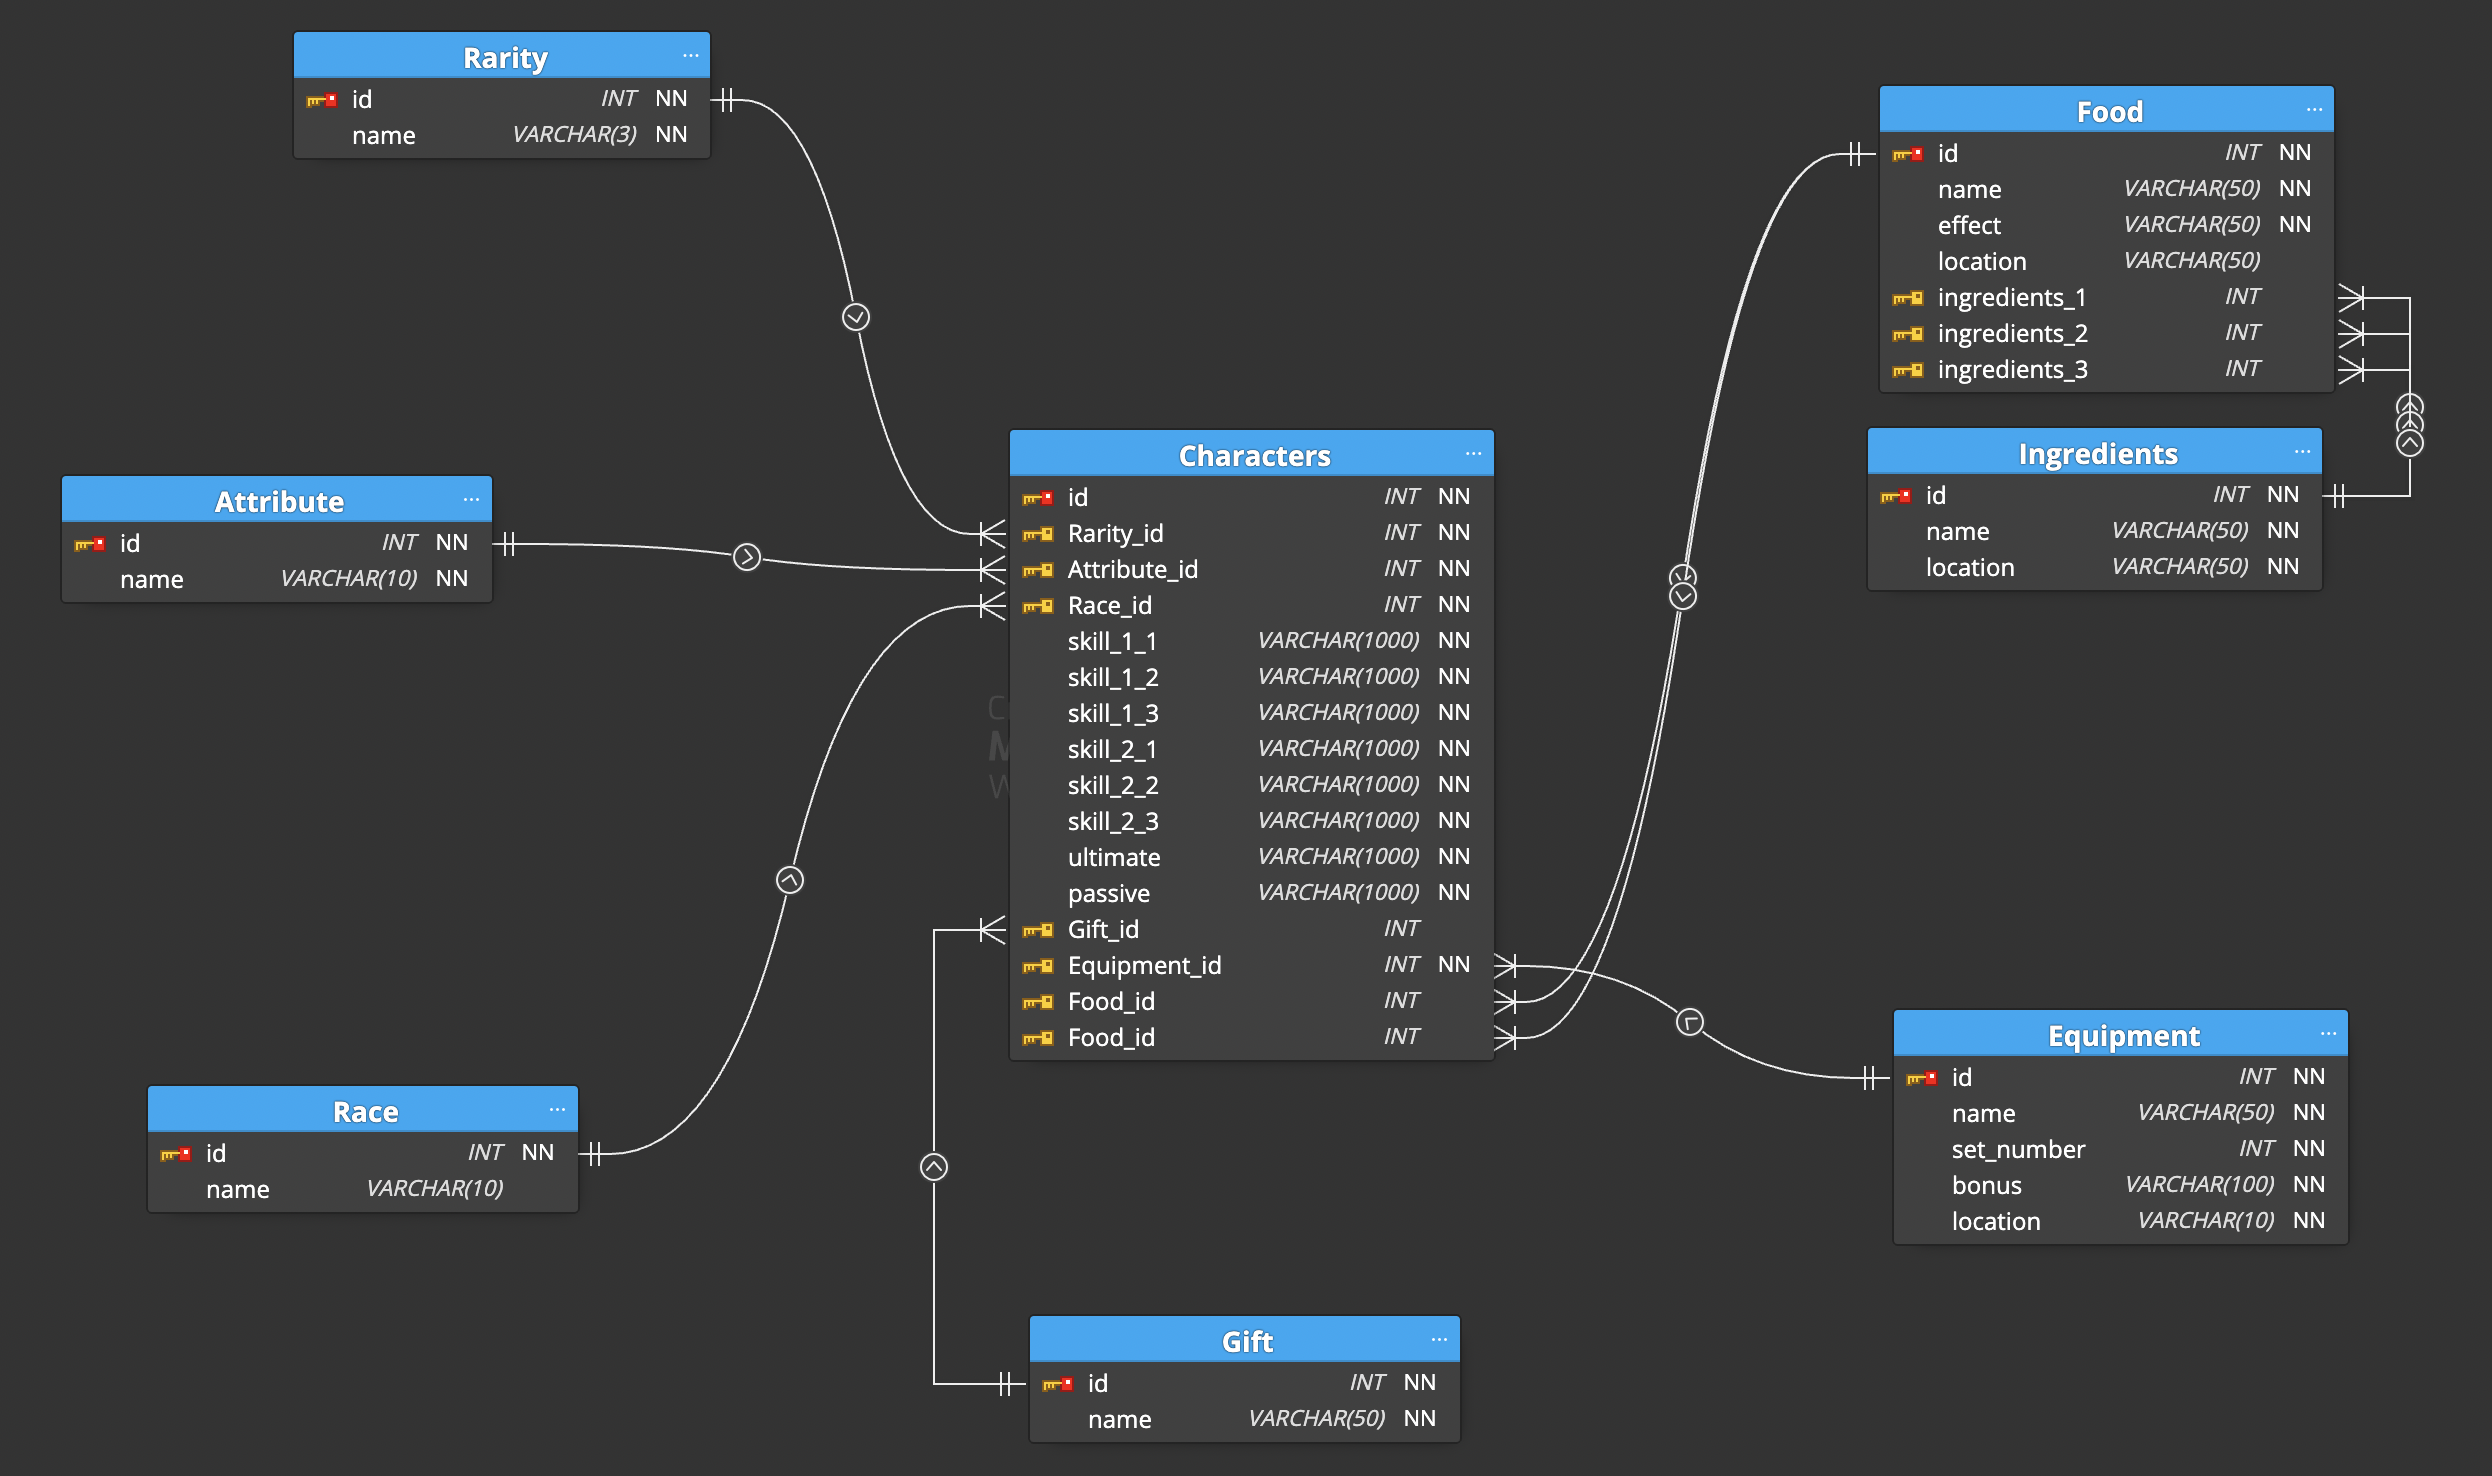 Rarity ...
id INT NN
name VARCHAR(3) NN
Attribute ...
id INT NN
name VARCHAR(10) NN
Race ...
id INT NN
name VARCHAR(10)
Characters ...
id INT NN
Rarity_id INT NN
Attribute_id INT NN
Race_id INT NN
skill_1_1 VARCHAR(1000) NN
skill_1_2 VARCHAR(1000) NN
skill_1_3 VARCHAR(1000) NN
skill_2_1 VARCHAR(1000) NN
skill_2_2 VARCHAR(1000) NN
skill_2_3 VARCHAR(1000) NN
ultimate VARCHAR(1000) NN
passive VARCHAR(1000) NN
Gift_id INT
Equipment_id INT NN
Food_id INT
Food_id INT
Gift ...
id INT NN
name VARCHAR(50) NN
Food ...
id INT NN
name VARCHAR(50) NN
effect VARCHAR(50) NN
location VARCHAR(50)
ingredients_1 INT
ingredients_2 INT
ingredients_3 INT
Ingredients ...
id INT NN
name VARCHAR(50) NN
location VARCHAR(50) NN
Equipment ...
id INT NN
name VARCHAR(50) NN
set_number INT NN
bonus VARCHAR(100) NN
location VARCHAR(10) NN